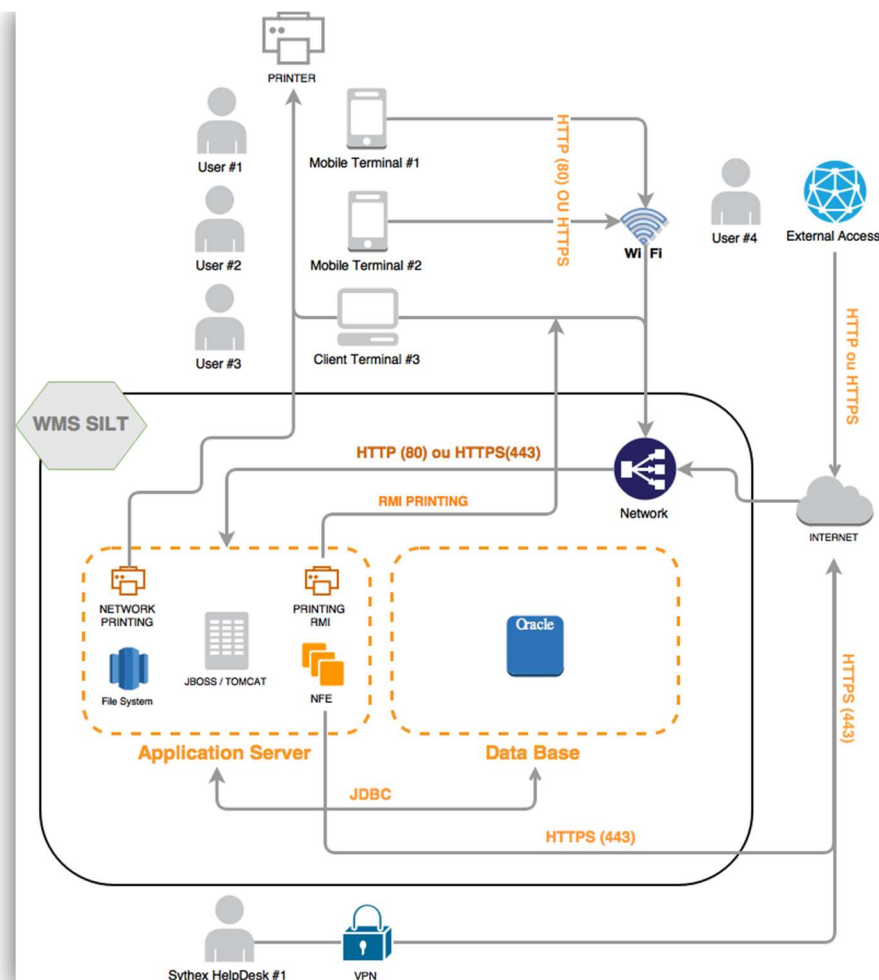 PRINTER
User #1
Mobile Terminal #1
HTTP (80) OU HTTPS
User #2
Mobile Terminal #2
Wi Fi
User #4
External Access
User #3
Client Terminal #3
HTTP ou HTTPS
WMS SILT
HTTP (80) ou HTTPS(443)
Network
RMI PRINTING
INTERNET
NETWORK
PRINTING
PRINTING
RMI
Oracle
File System
JBOSS / TOMCAT
NFE
HTTPS (443)
Application Server
Data Base
JDBC
HTTPS (443)
Sythex HelpDesk #1
VPN